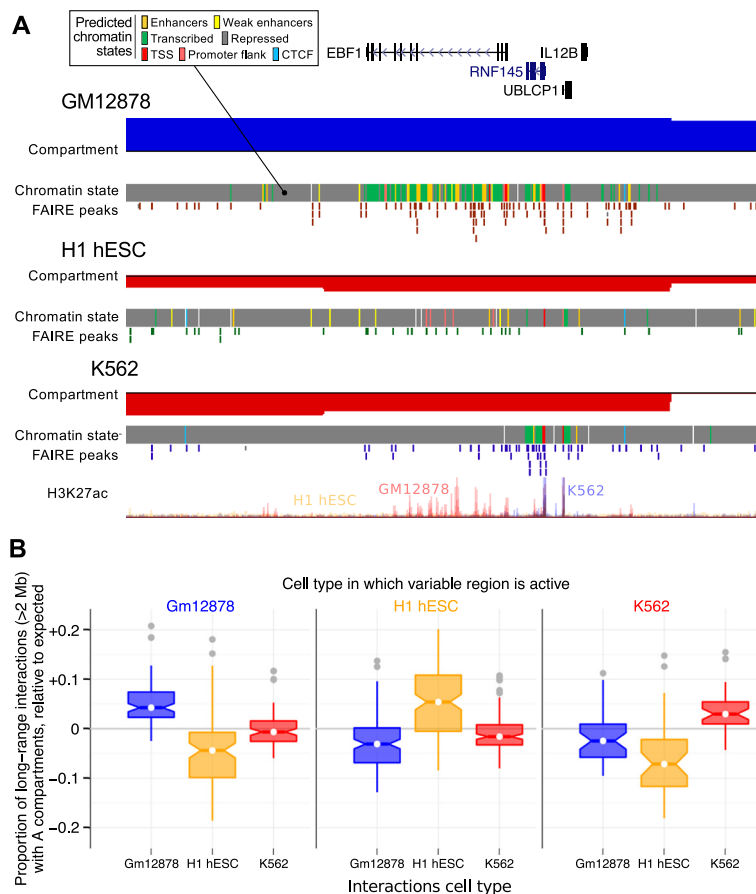 A
Predicted
chromatin
states
Enhancers
Weak enhancers
Transcribed
Repressed
TSS
Promoter flank
CTCF
EBF1
IL12B
RNF145
UBLCP1
GM12878
Compartment
Chromatin state
FAIRE peaks
H1 hESC
Compartment
Chromatin state
FAIRE peaks
K562
Compartment
Chromatin state
FAIRE peaks
H3K27ac
H1 hESC
GM12878
K562
B
Proportion of long−range interactions (>2 Mb)
with A compartments, relative to expected
Cell type in which variable region is active
Gm12878
H1 hESC
K562
+0.2
+0.1
0
−0.1
−0.2
Gm12878
H1 hESC
K562
Gm12878
H1 hESC
K562
Gm12878
H1 hESC
K562
Interactions cell type